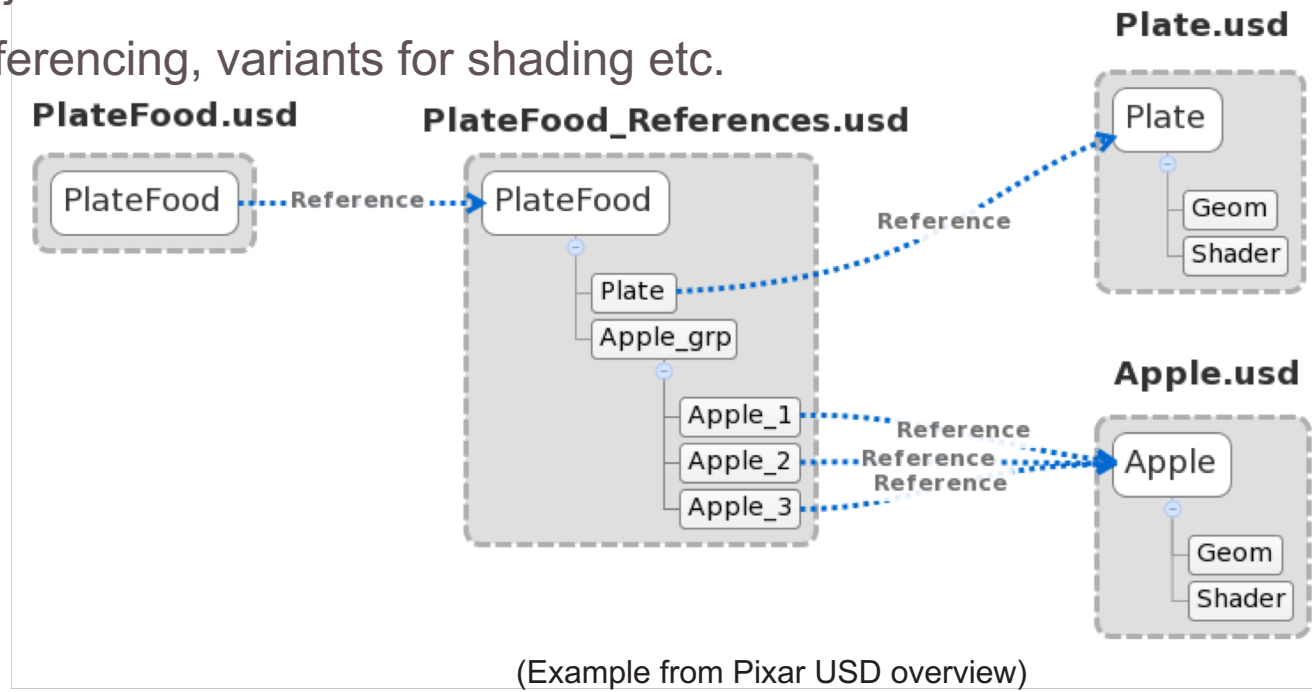 ferencing, variants for shading etc.
PlateFood.usd
PlateFood
Reference
PlateFood_References.usd
PlateFood
Plate
Apple_grp
Apple_1
Apple_2
Apple_3
Reference
Reference
Reference
Reference
Plate.usd
Plate
Geom
Shader
Apple.usd
Apple
Geom
Shader
(Example from Pixar USD overview)